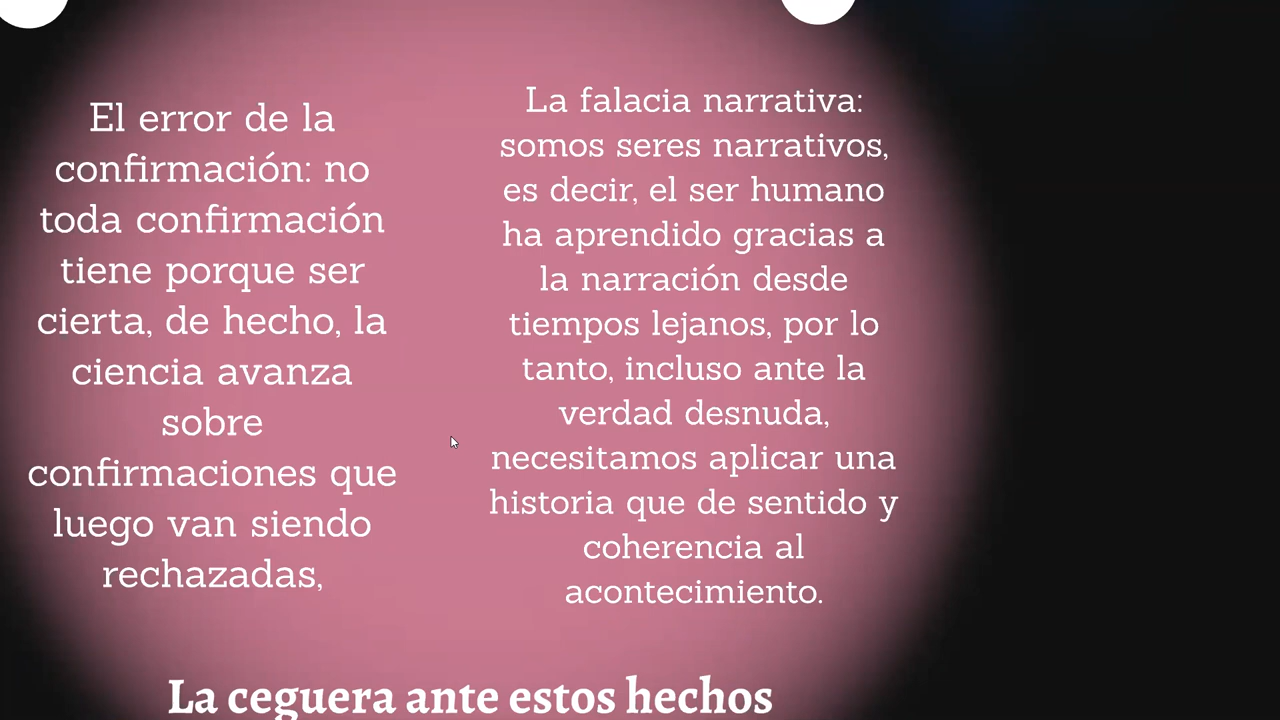 El error de la
confirmación: no
toda confirmación
tiene porque ser
cierta, de hecho, la
ciencia avanza
sobre
confirmaciones que
luego van siendo
rechazadas,
La falacia narrativa:
somos seres narrativos,
es decir, el ser humano
ha aprendido gracias a
la narración desde
tiempos lejanos, por lo
tanto, incluso ante la
verdad desnuda,
necesitamos aplicar una
historia que de sentido y
coherencia al
acontecimiento.
La ceguera ante estos hechos